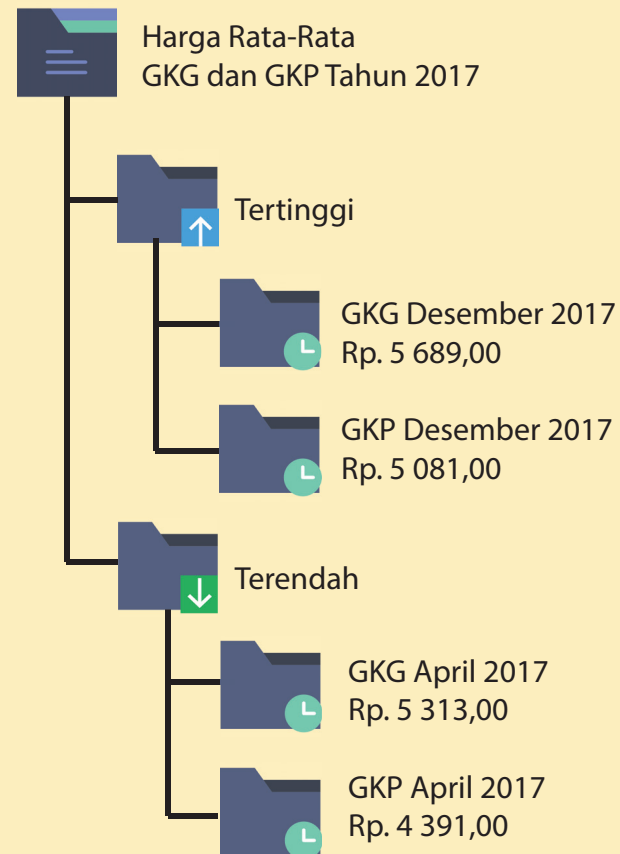 Harga Rata-Rata
GKG dan GKP Tahun 2017
Tertinggi
GKG Desember 2017
Rp. 5 689,00
GKP Desember 2017
Rp. 5 081,00
Terendah
GKG April 2017
Rp. 5 313,00
GKP April 2017
Rp. 4 391,00